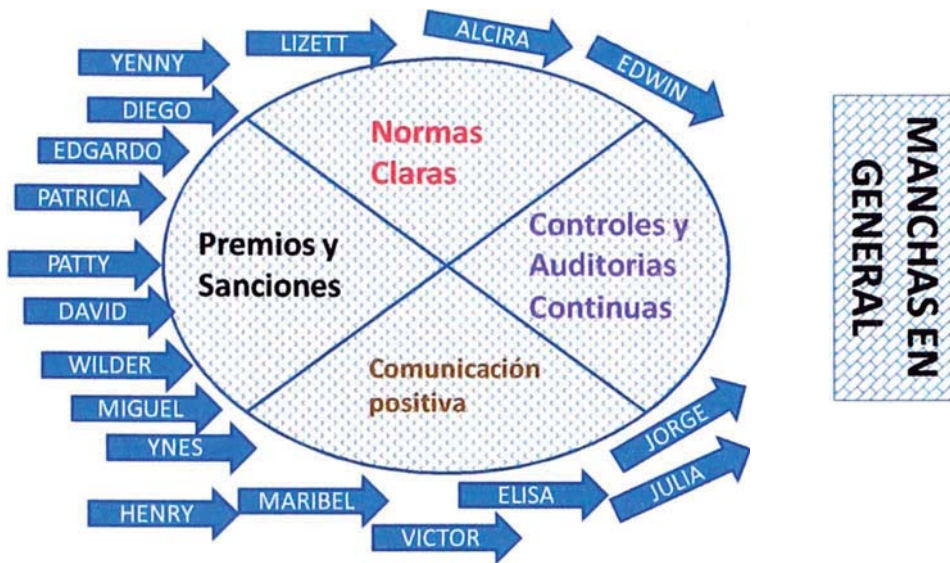 LIZETT
ALCIRA
EDWIN
YENNY
DIEGO
EDGARDO
PATRICIA
PATTY
DAVID
WILDER
MIGUEL
YNES
HENRY
MARIBEL
VICTOR
ELISA
JULIA
JORGE
Normas
Claras
Premios y
Sanciones
Controles y
Auditorias
Continuas
Comunicación
positiva
MANCHAS EN
GENERAL